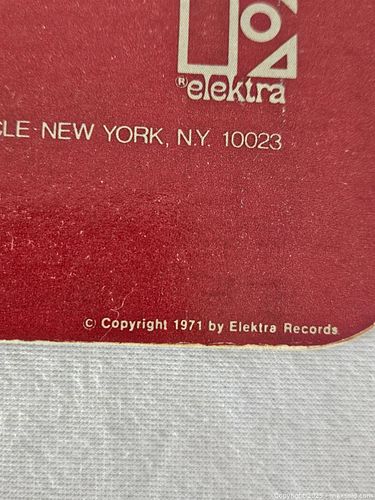 ® elektra
CLE · NEW YORK, N.Y. 10023
© Copyright 1971 by Elektra Records